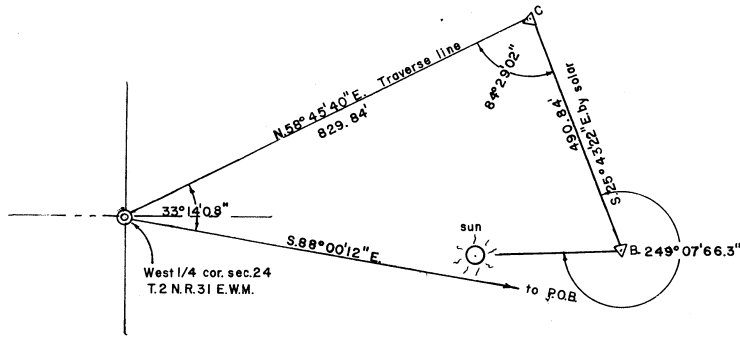 C
N.58°45'40"E. Traverse line
829.84'
84°29'02"
490.84'
S.25°43'22"E. by solar
33°14'08"
sun
S.88°00'12"E.
B 249°07'66.3"
West 1/4 cor. sec.24
T.2 N.R.31 E.W.M.
to P.O.B.